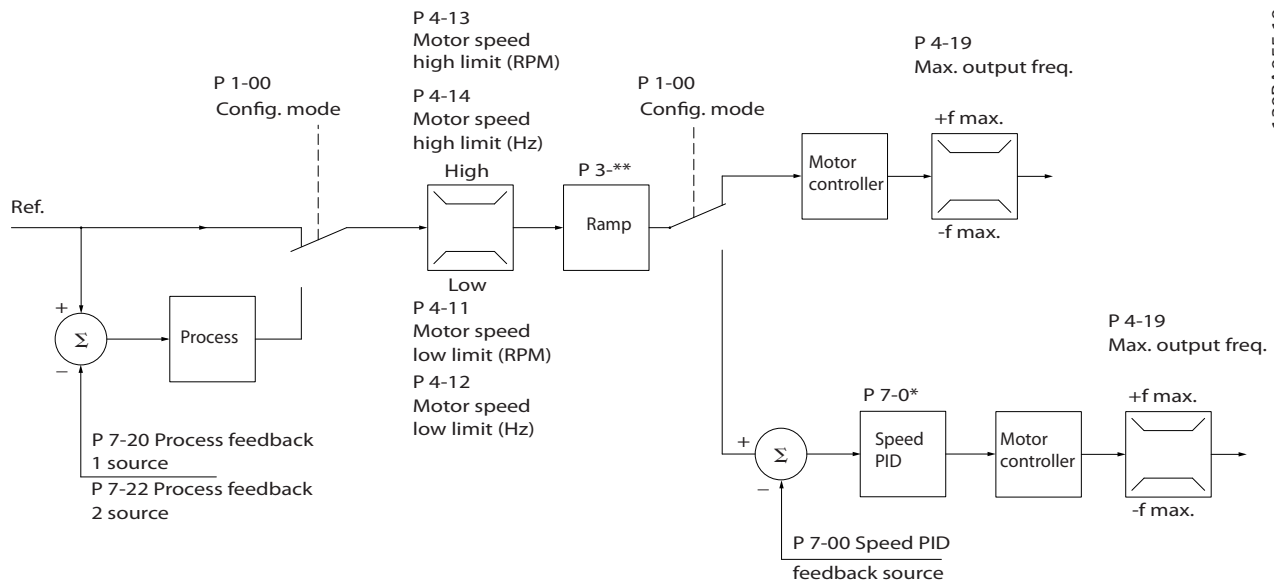 P 4-13
Motor speed
high limit (RPM)
P 4-14
Motor speed
high limit (Hz)
High
P 1-00
Config. mode
P 1-00
Config. mode
P 4-19
Max. output freq.
+f max.
Motor
controller
-f max.
P 3-**
Ramp
Ref.
Low
P 4-11
Motor speed
low limit (RPM)
P 4-12
Motor speed
low limit (Hz)
+
Σ
−
Process
P 7-20 Process feedback
1 source
P 7-22 Process feedback
2 source
P 4-19
Max. output freq.
+f max.
P 7-0*
+
Σ
−
Speed
PID
Motor
controller
-f max.
P 7-00 Speed PID
feedback source